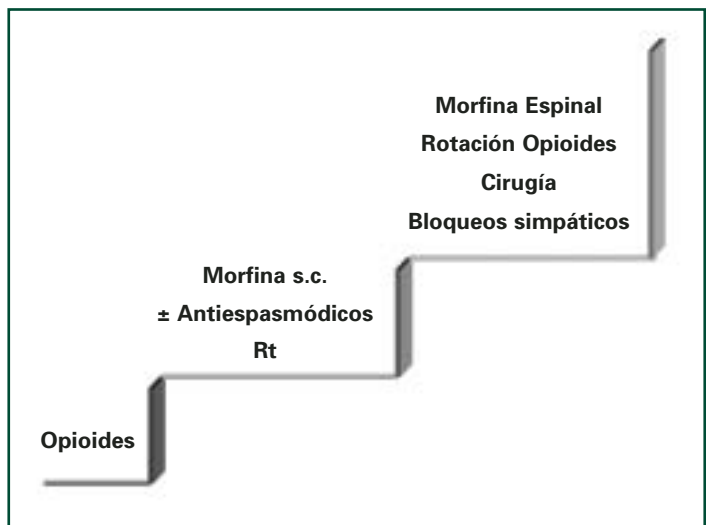 Morfina Espinal
Rotación Opioides
Cirugía
Bloqueos simpáticos
Morfina s.c.
± Antiespasmódicos
Rt
Opioides